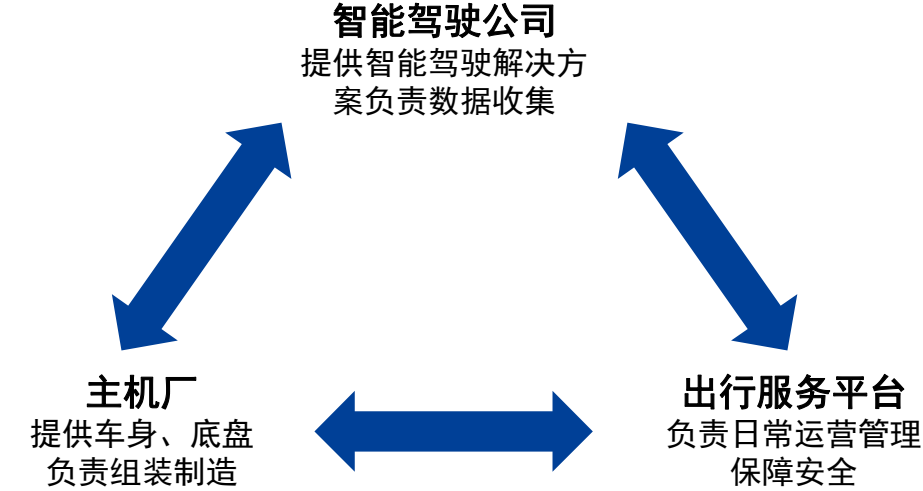 智能驾驶公司
提供智能驾驶解决方
案负责数据收集
主机厂
提供车身、底盘
负责组装制造
出行服务平台
负责日常运营管理
保障安全